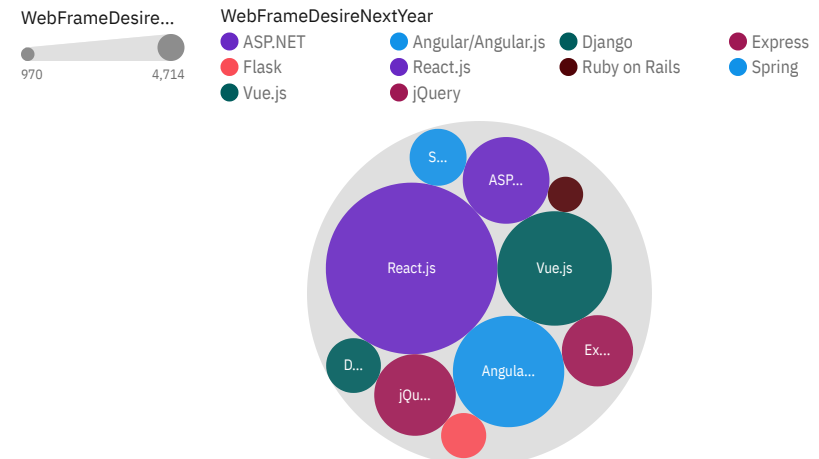 WebFrameDesire...
970
4,714
WebFrameDesireNextYear
ASP.NET
Angular/Angular.js
Django
Express
Flask
React.js
Ruby on Rails
Spring
Vue.js
jQuery
S...
ASP...
React.js
Vue.js
Ex...
D...
Angula...
jQu...